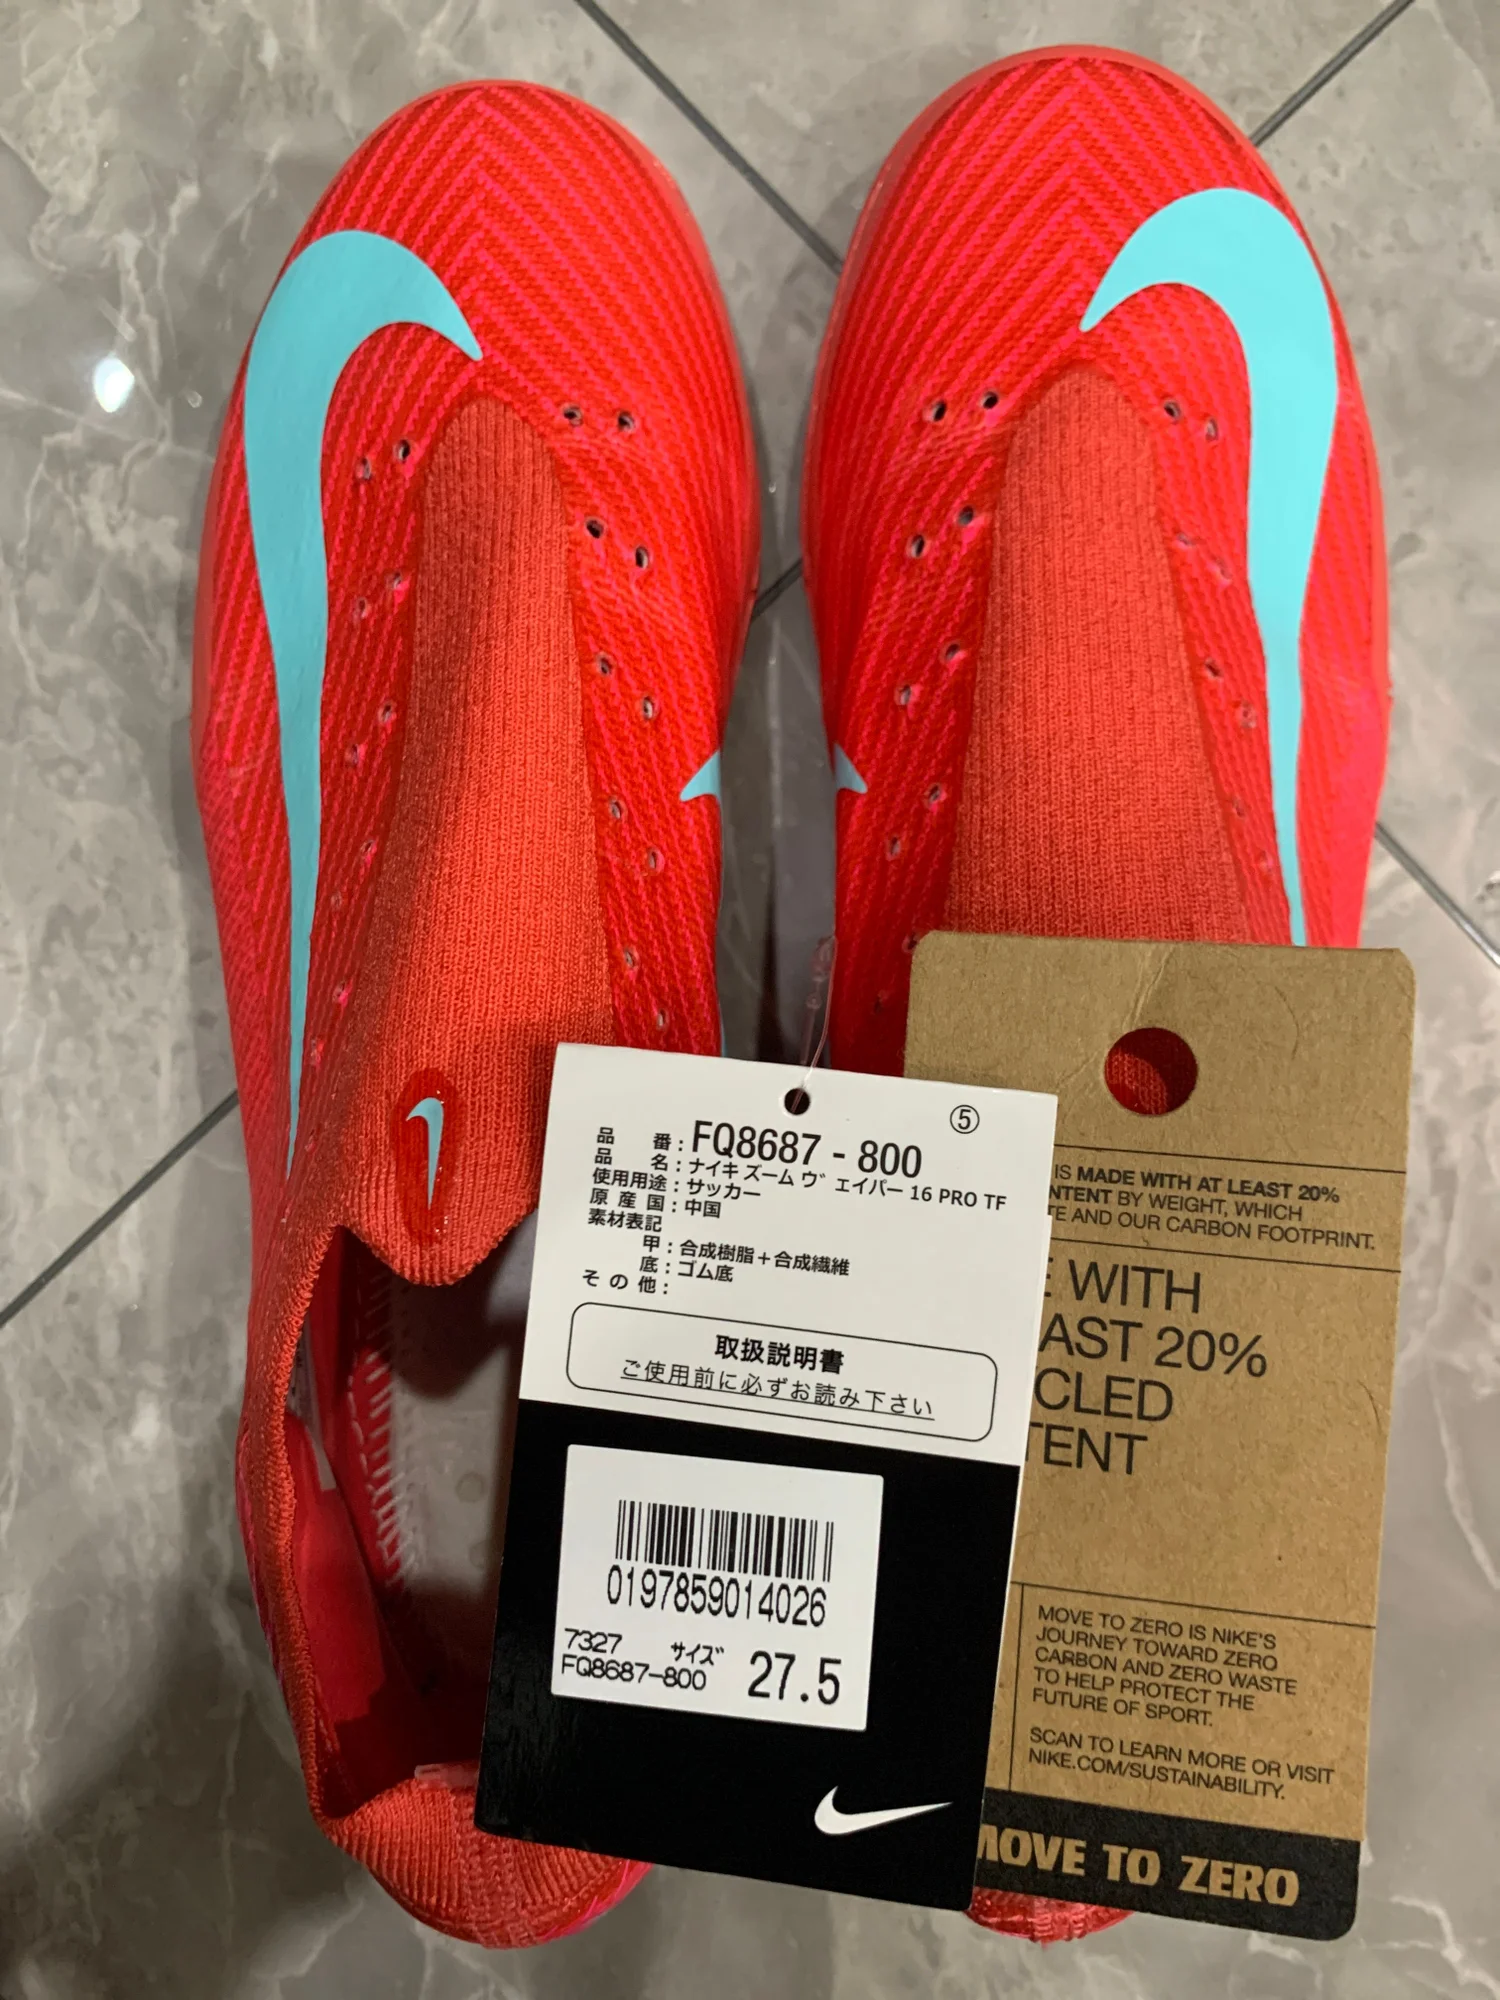 ⑤
品 番：FQ8687 - 800
品 名：ナイキ ズーム ヴェイパー 16 PRO TF
使用用途：サッカー
原 産 国：中国
素材表記
甲：合成樹脂＋合成繊維
底：ゴム底
そ の 他：
取扱説明書
ご使用前に必ずお読み下さい
0197859014026
7327 サイズ
FQ8687-800 27.5
IS MADE WITH AT LEAST 20%
NTENT BY WEIGHT, WHICH
TE AND OUR CARBON FOOTPRINT.
E WITH
AST 20%
CLED
TENT
MOVE TO ZERO IS NIKE'S
JOURNEY TOWARD ZERO
CARBON AND ZERO WASTE
TO HELP PROTECT THE
FUTURE OF SPORT.
SCAN TO LEARN MORE OR VISIT
NIKE.COM/SUSTAINABILITY.
MOVE TO ZERO